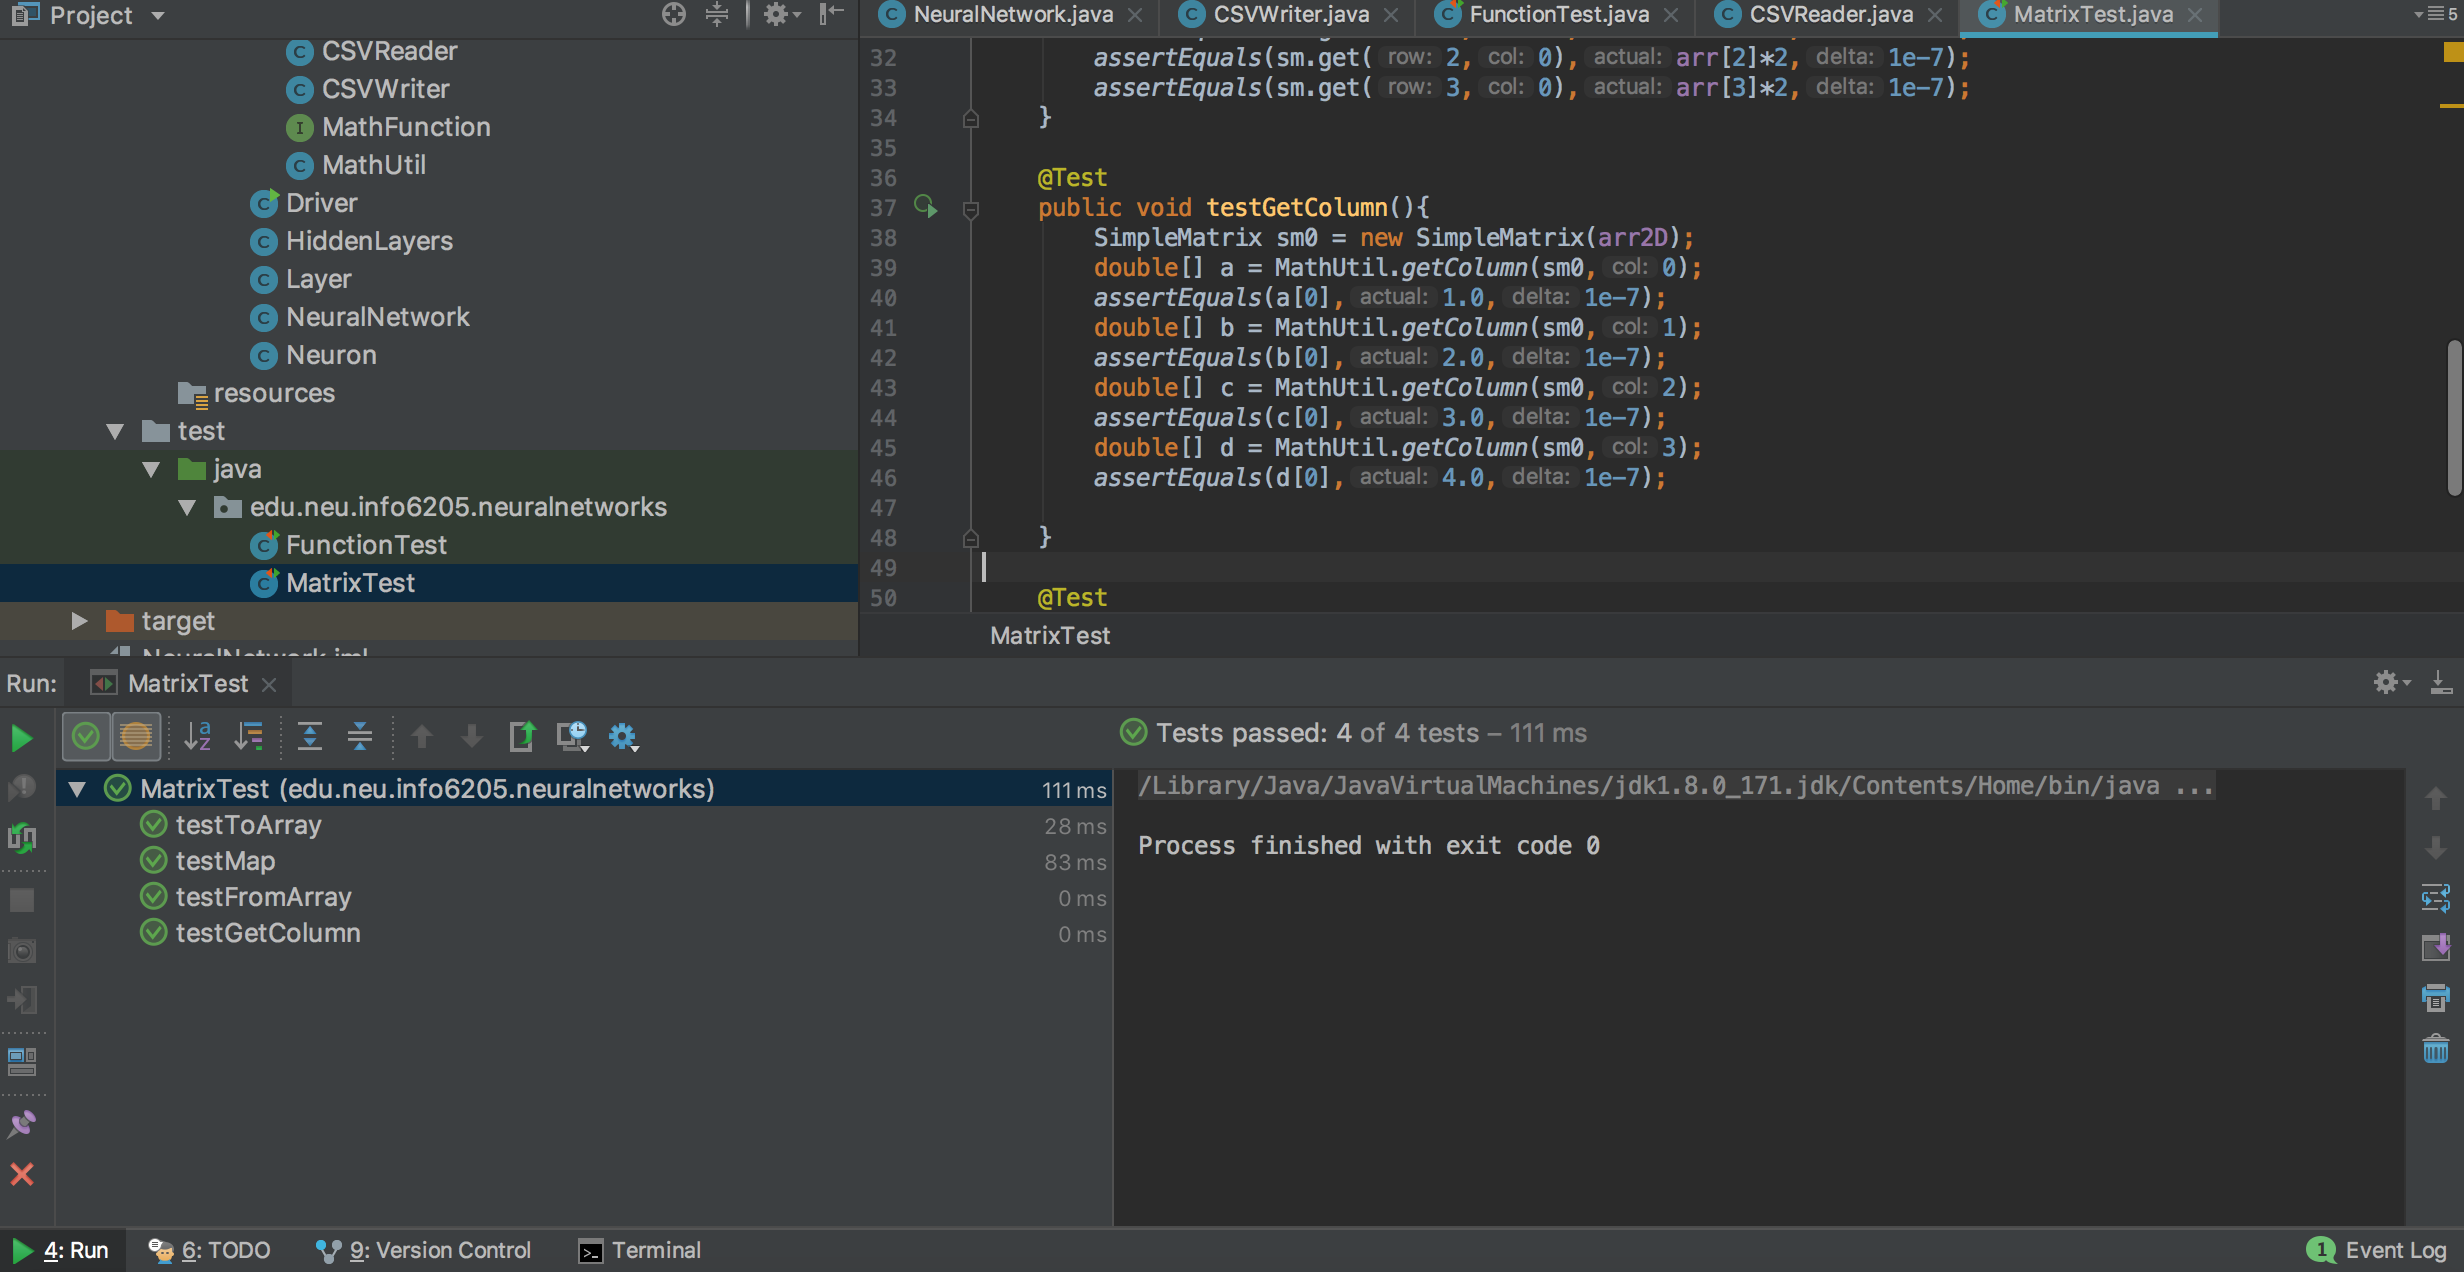 Project
CSVReader
CSVWriter
MathFunction
MathUtil
Driver
HiddenLayers
Layer
NeuralNetwork
Neuron
resources
test
java
edu.neu.info6205.neuralnetworks
FunctionTest
MatrixTest
target
NeuralNetwork.iml
NeuralNetwork.java CSVWriter.java FunctionTest.java CSVReader.java MatrixTest.java 5
32 assertEquals(sm.get( row: 2, col: 0), actual: arr[2]*2, delta: 1e-7);
33 assertEquals(sm.get( row: 3, col: 0), actual: arr[3]*2, delta: 1e-7);
34 }
35
36 @Test
37 public void testGetColumn(){
38 SimpleMatrix sm0 = new SimpleMatrix(arr2D);
39 double[] a = MathUtil.getColumn(sm0, col: 0);
40 assertEquals(a[0], actual: 1.0, delta: 1e-7);
41 double[] b = MathUtil.getColumn(sm0, col: 1);
42 assertEquals(b[0], actual: 2.0, delta: 1e-7);
43 double[] c = MathUtil.getColumn(sm0, col: 2);
44 assertEquals(c[0], actual: 3.0, delta: 1e-7);
45 double[] d = MathUtil.getColumn(sm0, col: 3);
46 assertEquals(d[0], actual: 4.0, delta: 1e-7);
47
48 }
49
50 @Test
MatrixTest
Run: MatrixTest
Tests passed: 4 of 4 tests – 111 ms
MatrixTest (edu.neu.info6205.neuralnetworks) 111 ms
testToArray 28 ms
testMap 83 ms
testFromArray 0 ms
testGetColumn 0 ms
/Library/Java/JavaVirtualMachines/jdk1.8.0_171.jdk/Contents/Home/bin/java ...
Process finished with exit code 0
4: Run 6: TODO 9: Version Control Terminal 1 Event Log